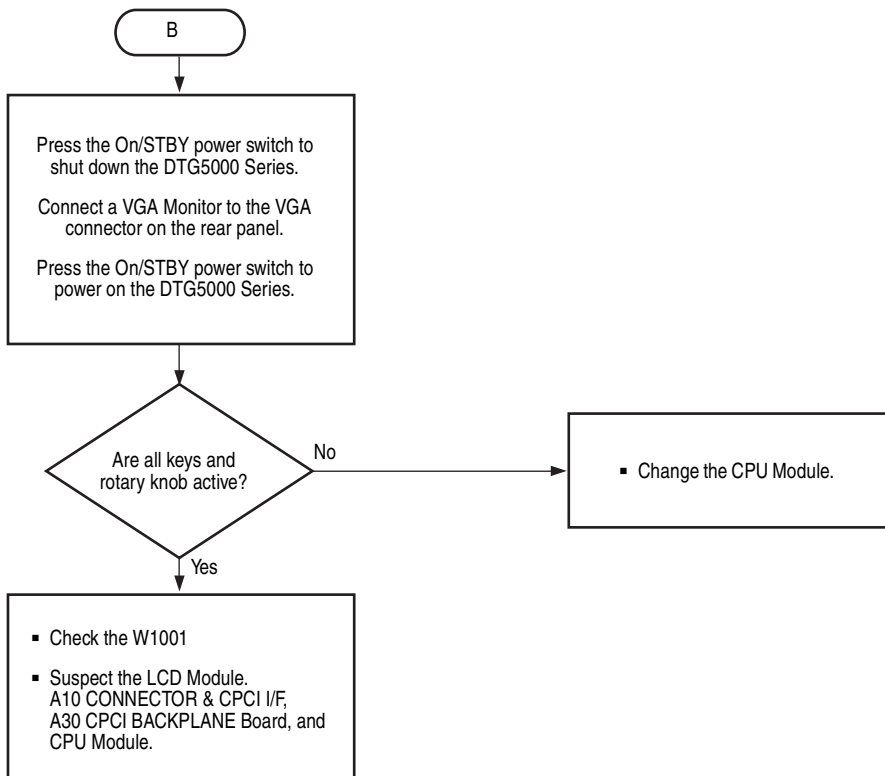 B
Press the On/STBY power switch to
shut down the DTG5000 Series.
Connect a VGA Monitor to the VGA
connector on the rear panel.
Press the On/STBY power switch to
power on the DTG5000 Series.
Are all keys and
rotary knob active?
No
▪ Change the CPU Module.
Yes
▪ Check the W1001
▪ Suspect the LCD Module.
A10 CONNECTOR & CPCI I/F,
A30 CPCI BACKPLANE Board, and
CPU Module.